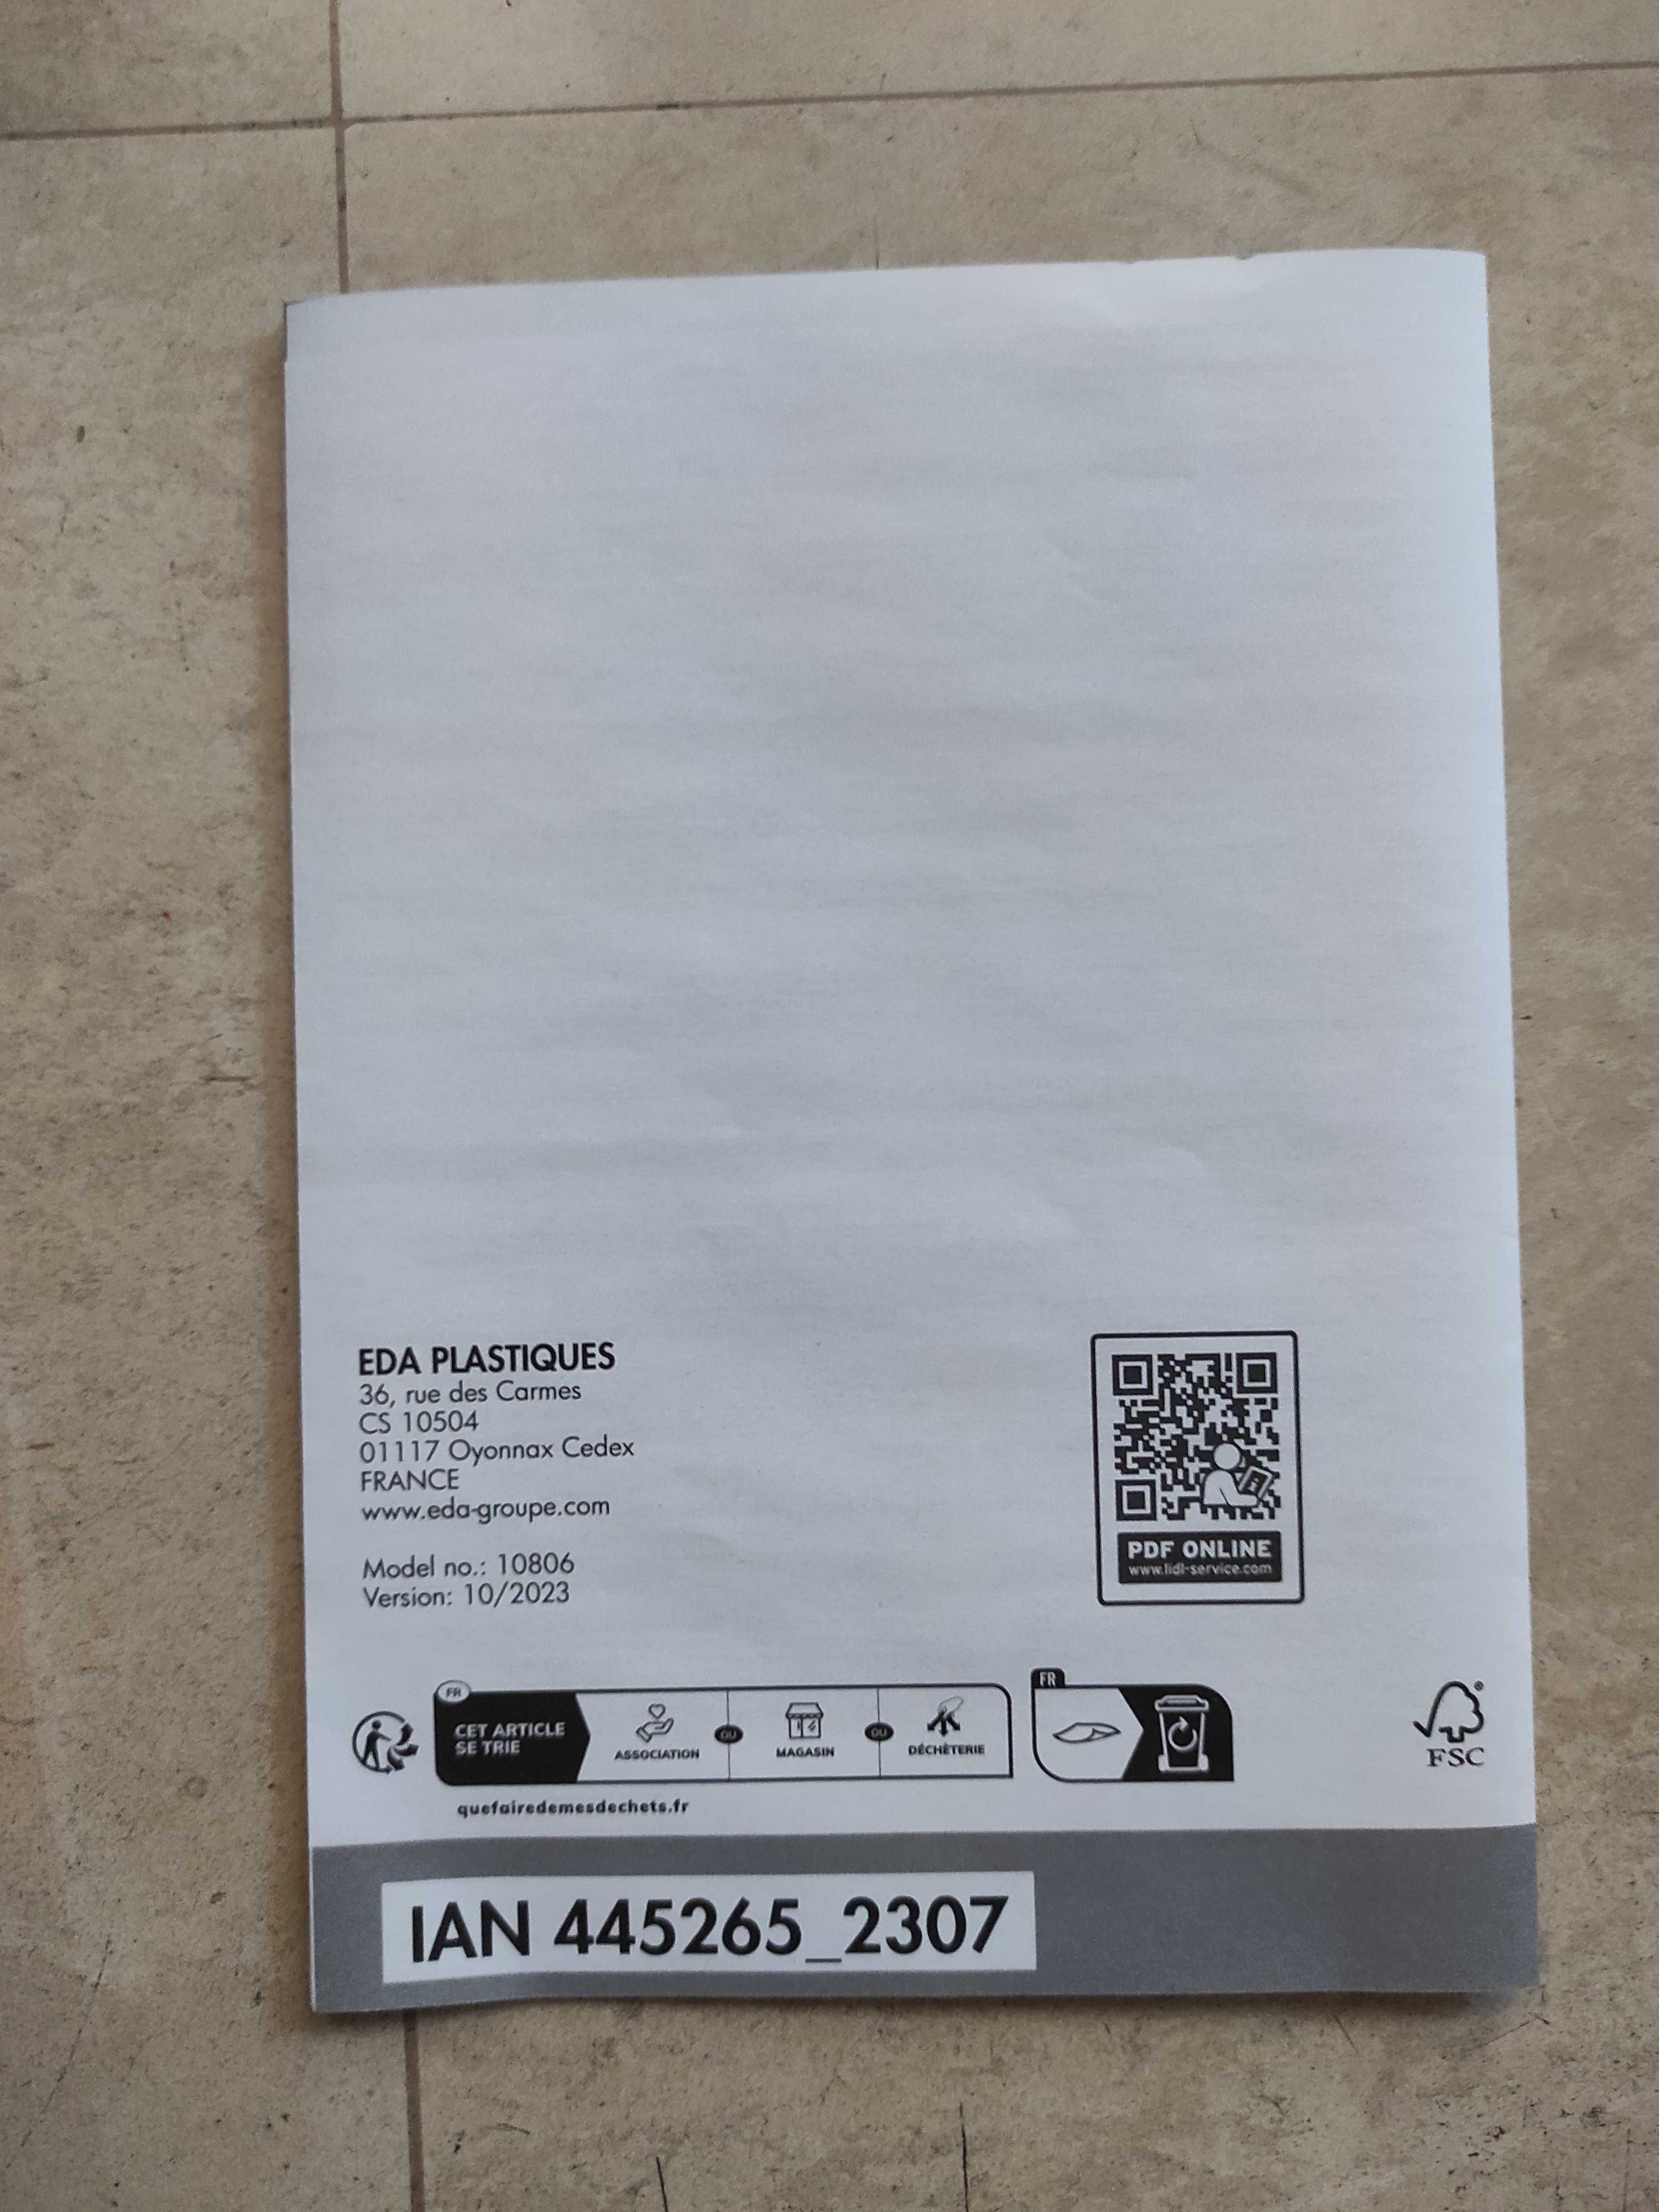 EDA PLASTIQUES
36, rue des Carmes
CS 10504
01117 Oyonnax Cedex
FRANCE
www.eda-groupe.com
Model no.: 10806
Version: 10/2023
PDF ONLINE
www.lidl-service.com
FR
CET ARTICLE
SE TRIE
ASSOCIATION
OU
MAGASIN
OU
DÉCHÈTERIE
FR
FSC®
quefairedemesdechets.fr
IAN 445265_2307